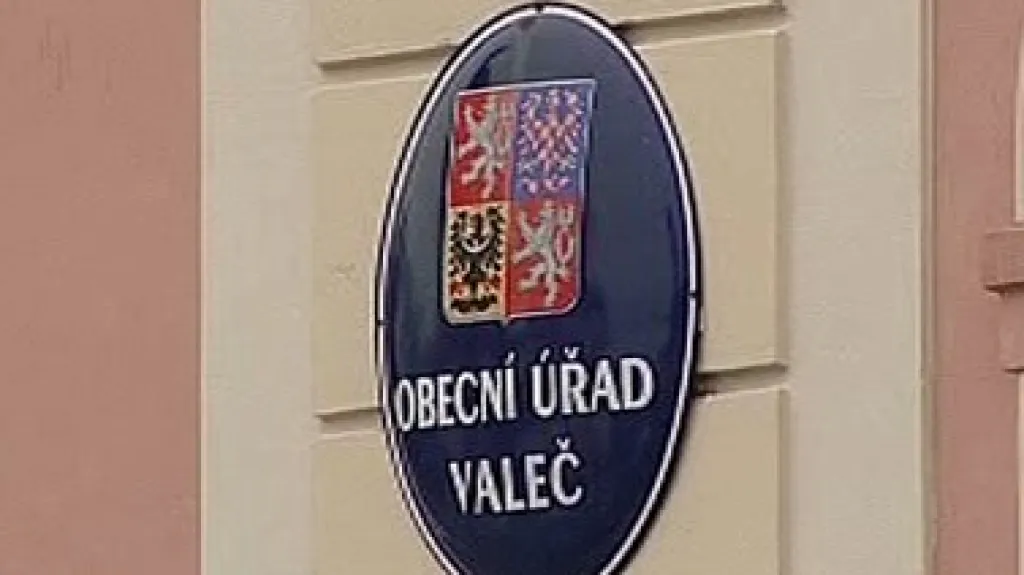 OBECNÍ ÚŘAD
VALEČ